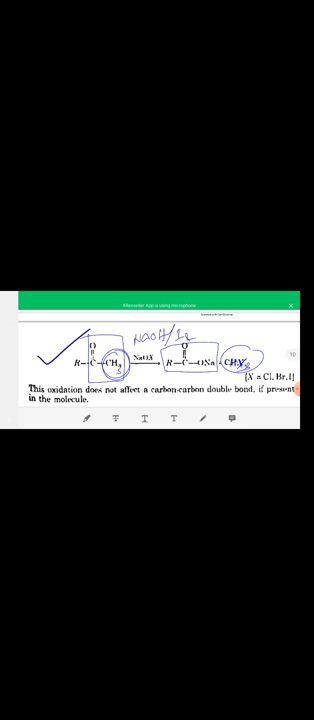 XRecorder App is using microphone
NaOH/I₂
O
R–C–CH₃ NaOX R–C–ONa + CHX₃
O
10
{X = Cl, Br, I}
This oxidation does not affect a carbon-carbon double bond, if present
in the molecule.